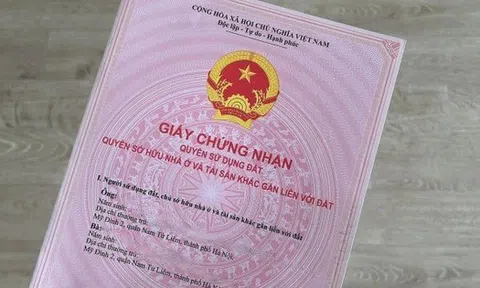 CỘNG HÒA XÃ HỘI CHỦ NGHĨA VIỆT NAM
Độc lập - Tự do - Hạnh phúc
GIẤY CHỨNG NHẬN
QUYỀN SỬ DỤNG ĐẤT
QUYỀN SỞ HỮU NHÀ Ở VÀ TÀI SẢN KHÁC GẮN LIỀN VỚI ĐẤT
I. Người sử dụng đất, chủ sở hữu nhà ở và tài sản khác gắn liền với đất
Ông:
Năm sinh:
Địa chỉ thường trú:
Mỹ Đình 2, quận Nam Từ Liêm, thành phố Hà Nội.
Bà:
Năm sinh:
Địa chỉ thường trú:
Mỹ Đình 2, quận Nam Từ Liêm, thành phố Hà